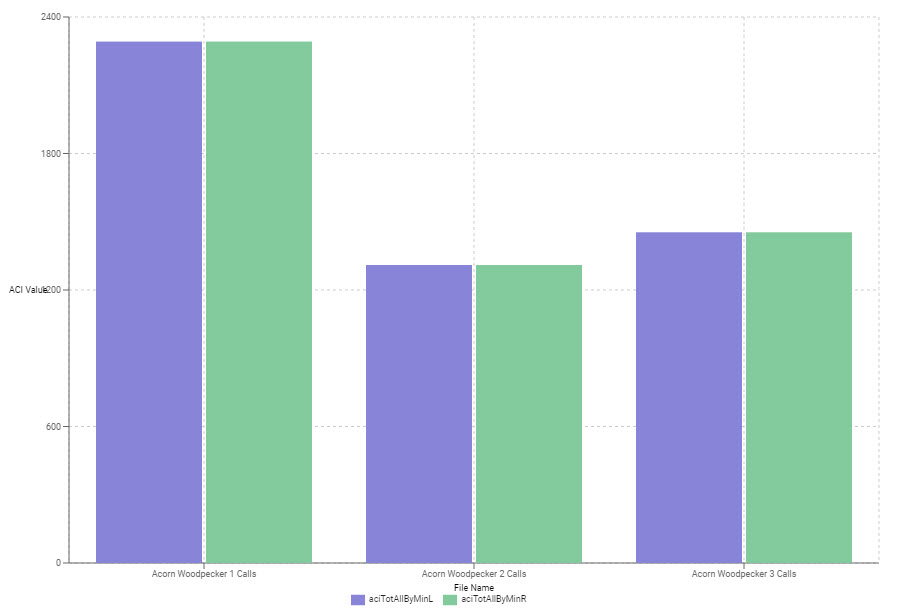 2400
1800
ACI Value
1200
600
0
Acorn Woodpecker 1 Calls
Acorn Woodpecker 2 Calls
Acorn Woodpecker 3 Calls
File Name
aciTotAllByMinL
aciTotAllByMinR